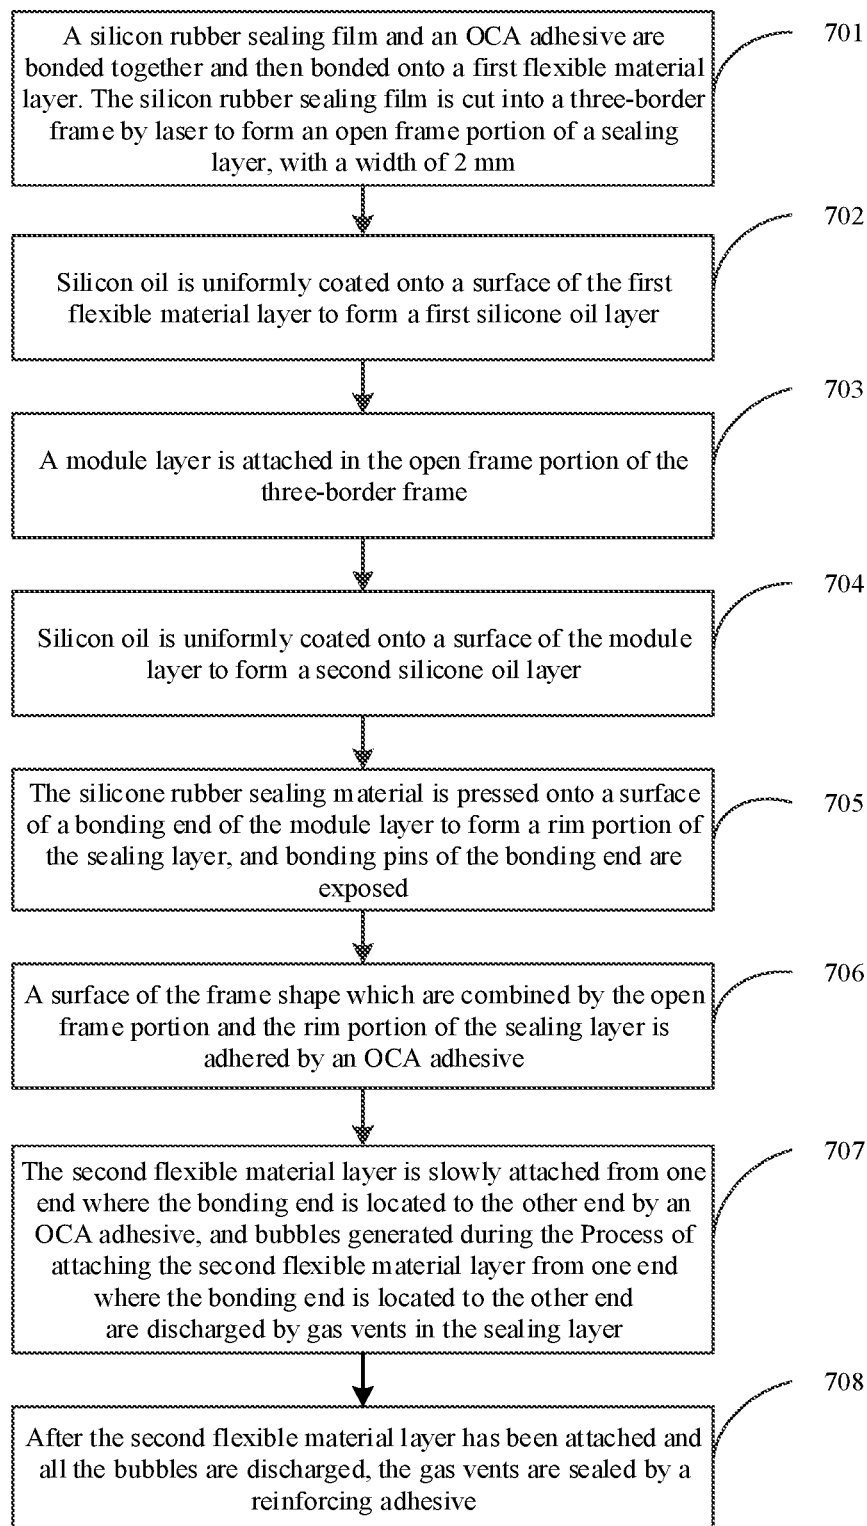 A silicon rubber sealing film and an OCA adhesive are
bonded together and then bonded onto a first flexible material
layer. The silicon rubber sealing film is cut into a three-border
frame by laser to form an open frame portion of a sealing
layer, with a width of 2 mm
701
Silicon oil is uniformly coated onto a surface of the first
flexible material layer to form a first silicone oil layer
702
A module layer is attached in the open frame portion of the
three-border frame
703
Silicon oil is uniformly coated onto a surface of the module
layer to form a second silicone oil layer
704
The silicone rubber sealing material is pressed onto a surface
of a bonding end of the module layer to form a rim portion of
the sealing layer, and bonding pins of the bonding end are
exposed
705
A surface of the frame shape which are combined by the open
frame portion and the rim portion of the sealing layer is
adhered by an OCA adhesive
706
The second flexible material layer is slowly attached from one
end where the bonding end is located to the other end by an
OCA adhesive, and bubbles generated during the Process of
attaching the second flexible material layer from one end
where the bonding end is located to the other end
are discharged by gas vents in the sealing layer
707
After the second flexible material layer has been attached and
all the bubbles are discharged, the gas vents are sealed by a
reinforcing adhesive
708